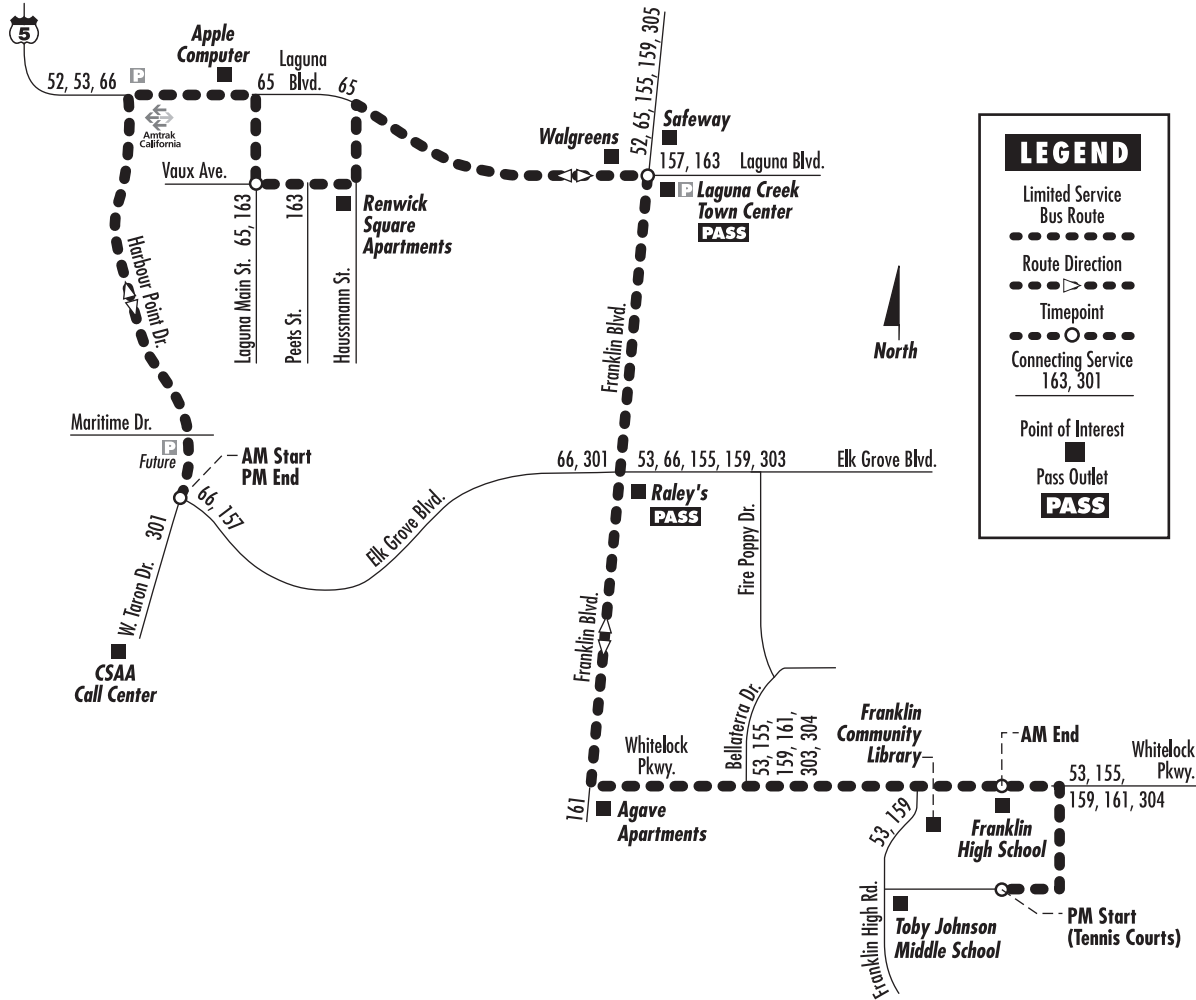 5
Apple
Computer
52, 53, 66
P
65
Laguna
Blvd.
65
Amtrak
California
Vaux Ave.
65, 163
163
Renwick
Square
Apartments
Laguna Main St.
Peets St.
Haussmann St.
Harbour Point Dr.
52, 65, 155, 159, 305
Walgreens
Safeway
157, 163
Laguna Blvd.
P
Laguna Creek
Town Center
PASS
Franklin Blvd.
North
LEGEND
Limited Service
Bus Route
Route Direction
Timepoint
Connecting Service
163, 301
Point of Interest
Pass Outlet
PASS
Maritime Dr.
P
Future
AM Start
PM End
66, 157
301
W. Taron Dr.
CSAA
Call Center
Elk Grove Blvd.
66, 301
53, 66, 155, 159, 303
Elk Grove Blvd.
Raley's
PASS
Fire Poppy Dr.
Franklin Blvd.
Bellaterra Dr.
53, 155,
159, 161,
303, 304
Whitelock
Pkwy.
Franklin
Community
Library
AM End
Whitelock
Pkwy.
53, 155,
159, 161, 304
161
Agave
Apartments
53, 159
Franklin
High School
Franklin High Rd.
Toby Johnson
Middle School
PM Start
(Tennis Courts)